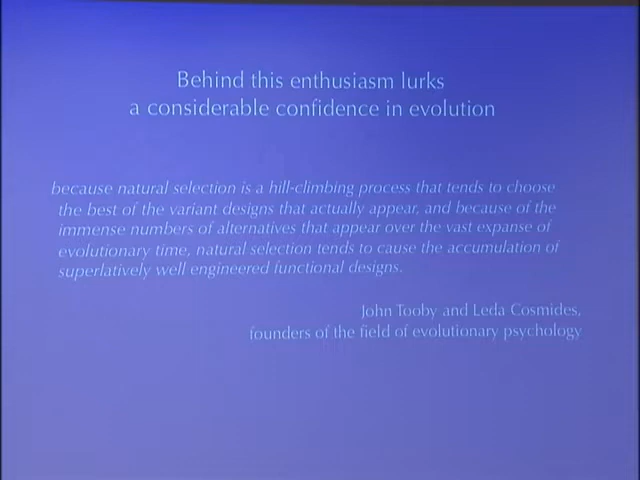 Behind this enthusiasm lurks
a considerable confidence in evolution
because natural selection is a hill-climbing process that tends to choose
the best of the variant designs that actually appear, and because of the
immense numbers of alternatives that appear over the vast expanse of
evolutionary time, natural selection tends to cause the accumulation of
superlatively well engineered functional designs.
John Tooby and Leda Cosmides,
founders of the field of evolutionary psychology